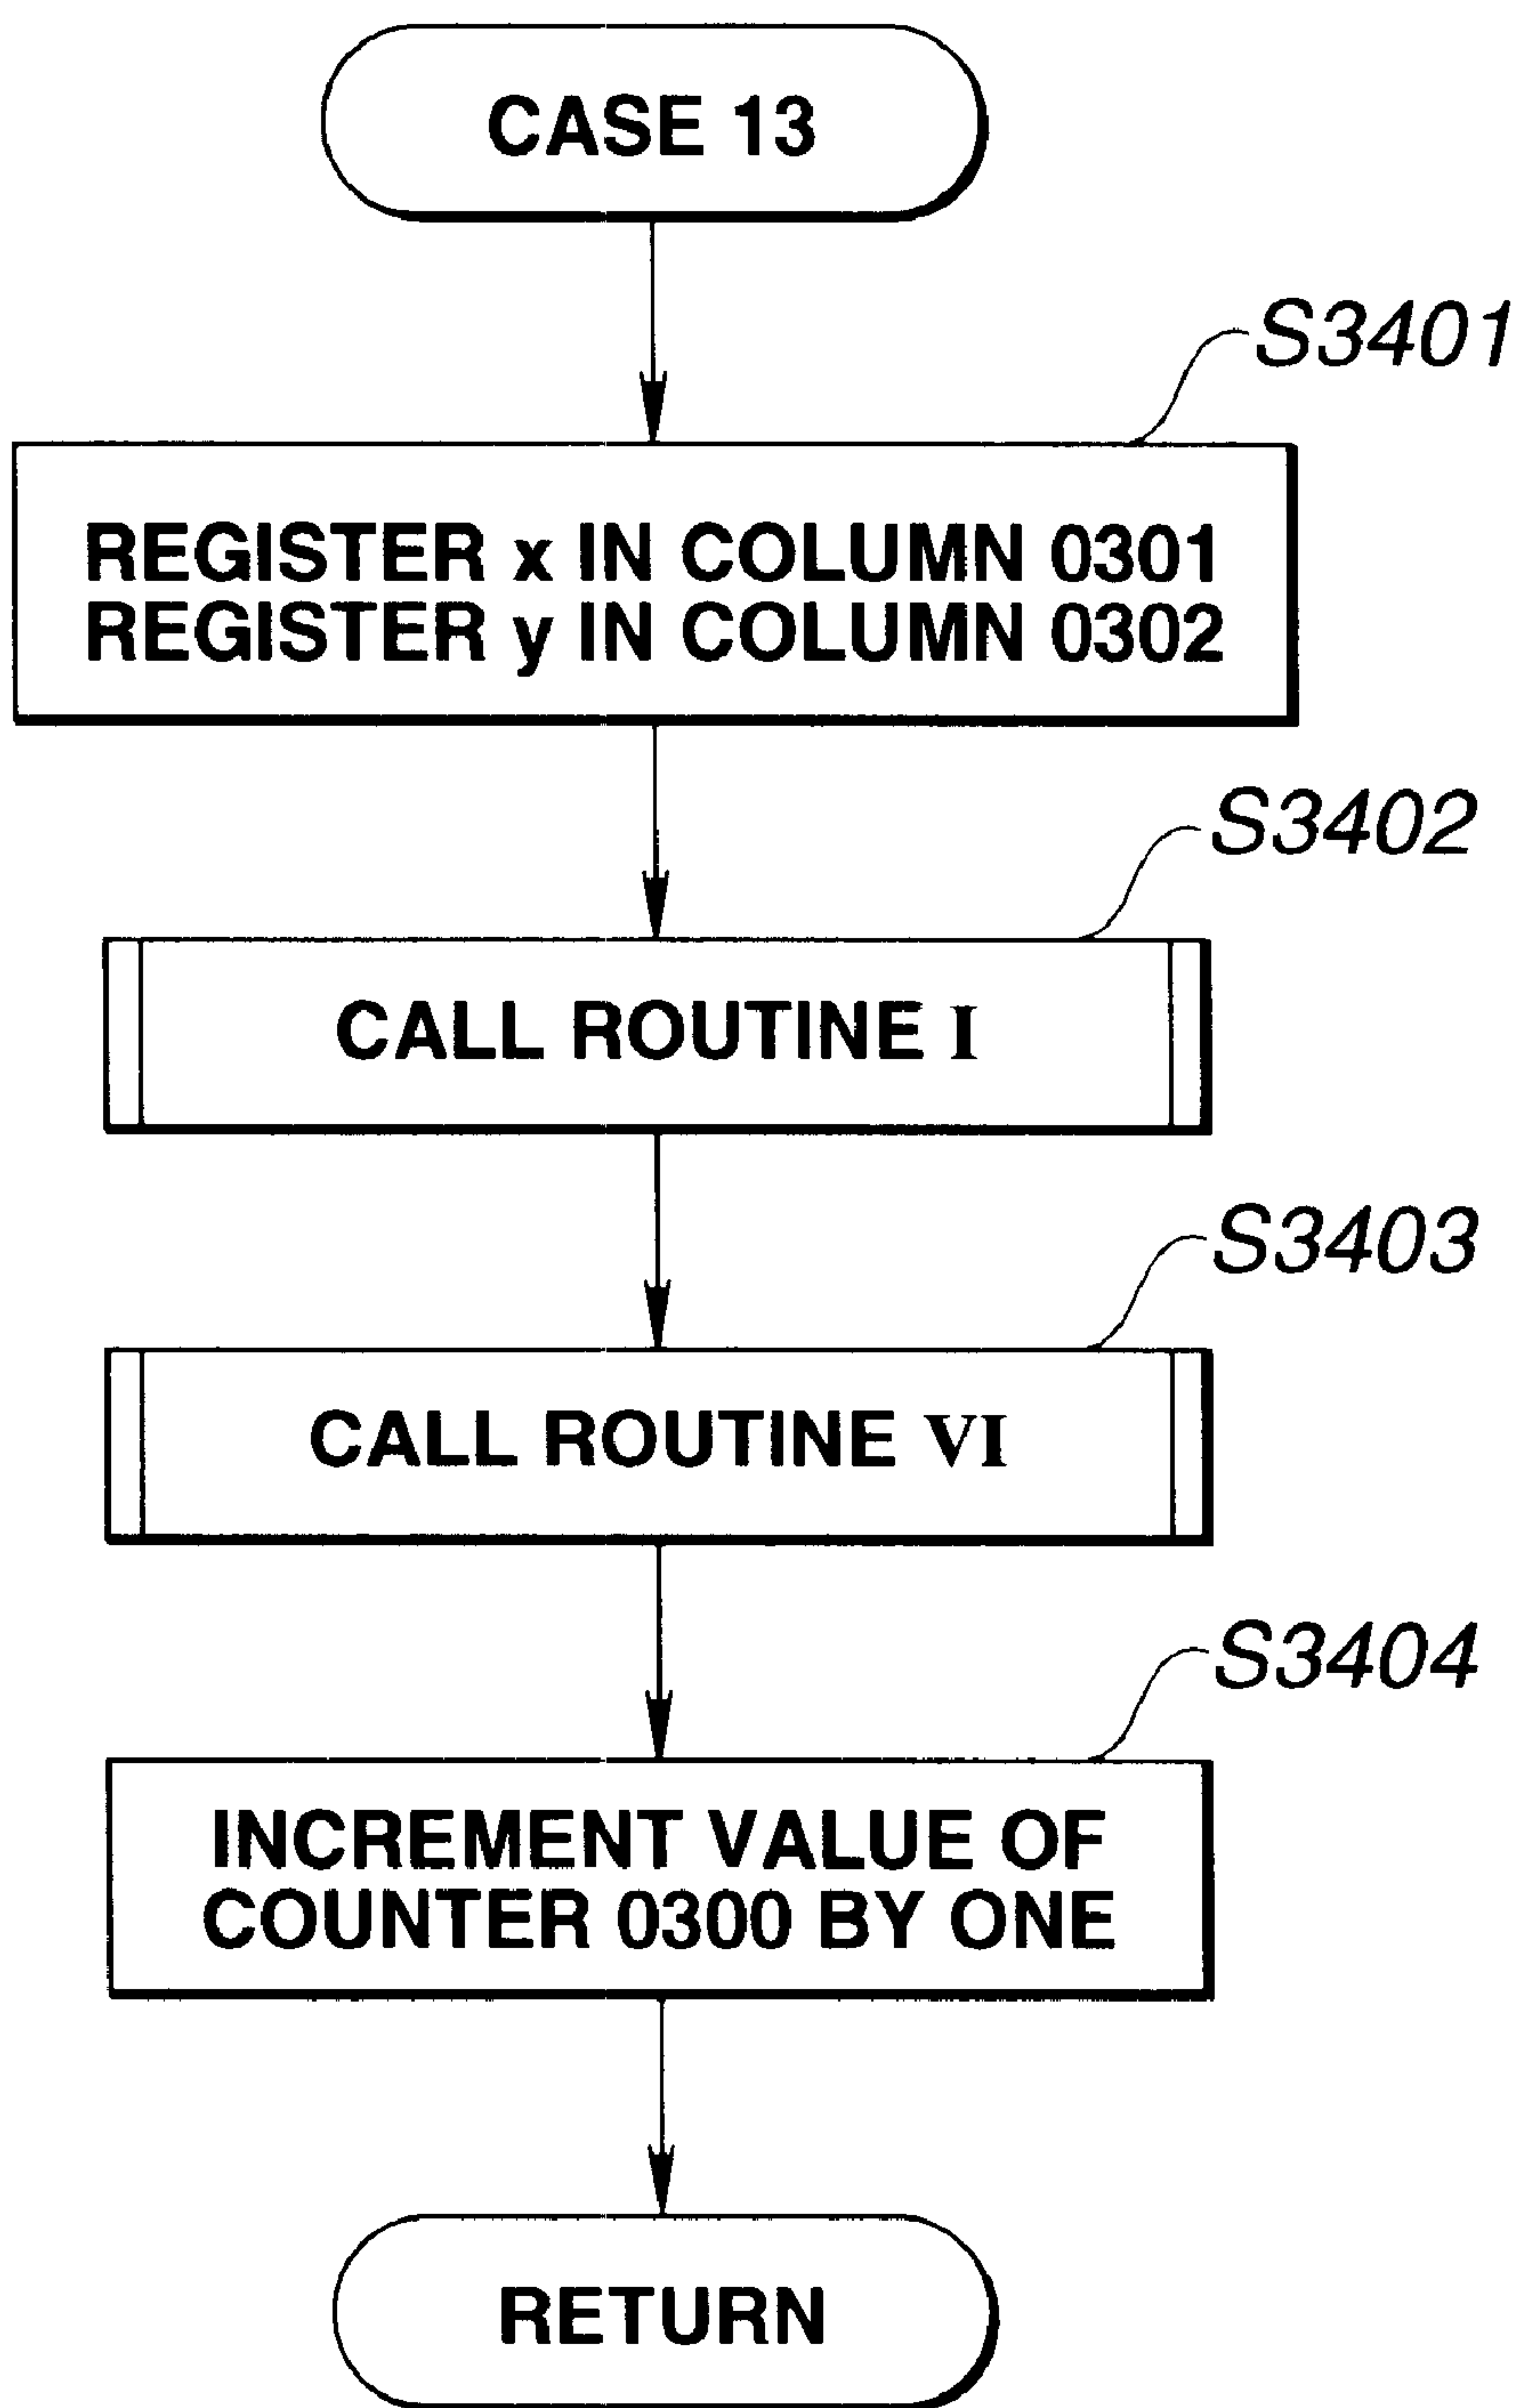 CASE 13
S3401
REGISTER x IN COLUMN 0301
REGISTER y IN COLUMN 0302
S3402
CALL ROUTINE I
S3403
CALL ROUTINE VI
S3404
INCREMENT VALUE OF
COUNTER 0300 BY ONE
RETURN